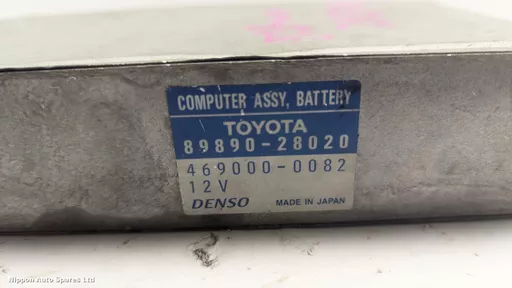 COMPUTER ASSY, BATTERY
TOYOTA
89890-28020
469000-0082
12V
DENSO MADE IN JAPAN
Nippon Auto Spares Ltd